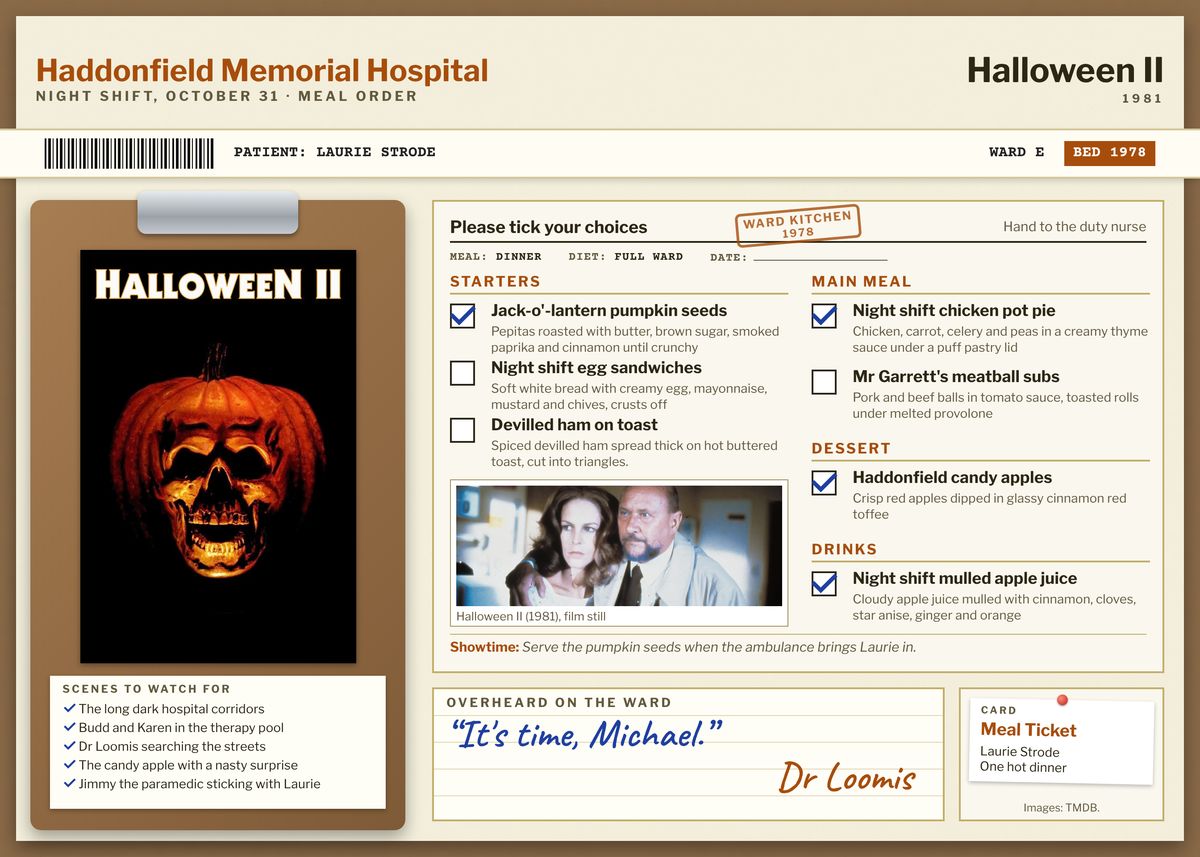 Haddonfield Memorial Hospital
NIGHT SHIFT, OCTOBER 31 · MEAL ORDER
Halloween II
1981
PATIENT: LAURIE STRODE
WARD E
BED 1978
HALLOWEEN II
SCENES TO WATCH FOR
The long dark hospital corridors
Budd and Karen in the therapy pool
Dr Loomis searching the streets
The candy apple with a nasty surprise
Jimmy the paramedic sticking with Laurie
Please tick your choices
WARD KITCHEN
1978
Hand to the duty nurse
MEAL: DINNER DIET: FULL WARD DATE:
STARTERS
Jack-o'-lantern pumpkin seeds
Pepitas roasted with butter, brown sugar, smoked
paprika and cinnamon until crunchy
Night shift egg sandwiches
Soft white bread with creamy egg, mayonnaise,
mustard and chives, crusts off
Devilled ham on toast
Spiced devilled ham spread thick on hot buttered
toast, cut into triangles.
Halloween II (1981), film still
MAIN MEAL
Night shift chicken pot pie
Chicken, carrot, celery and peas in a creamy thyme
sauce under a puff pastry lid
Mr Garrett's meatball subs
Pork and beef balls in tomato sauce, toasted rolls
under melted provolone
DESSERT
Haddonfield candy apples
Crisp red apples dipped in glassy cinnamon red
toffee
DRINKS
Night shift mulled apple juice
Cloudy apple juice mulled with cinnamon, cloves,
star anise, ginger and orange
Showtime: Serve the pumpkin seeds when the ambulance brings Laurie in.
OVERHEARD ON THE WARD
“It's time, Michael.”
Dr Loomis
CARD
Meal Ticket
Laurie Strode
One hot dinner
Images: TMDB.